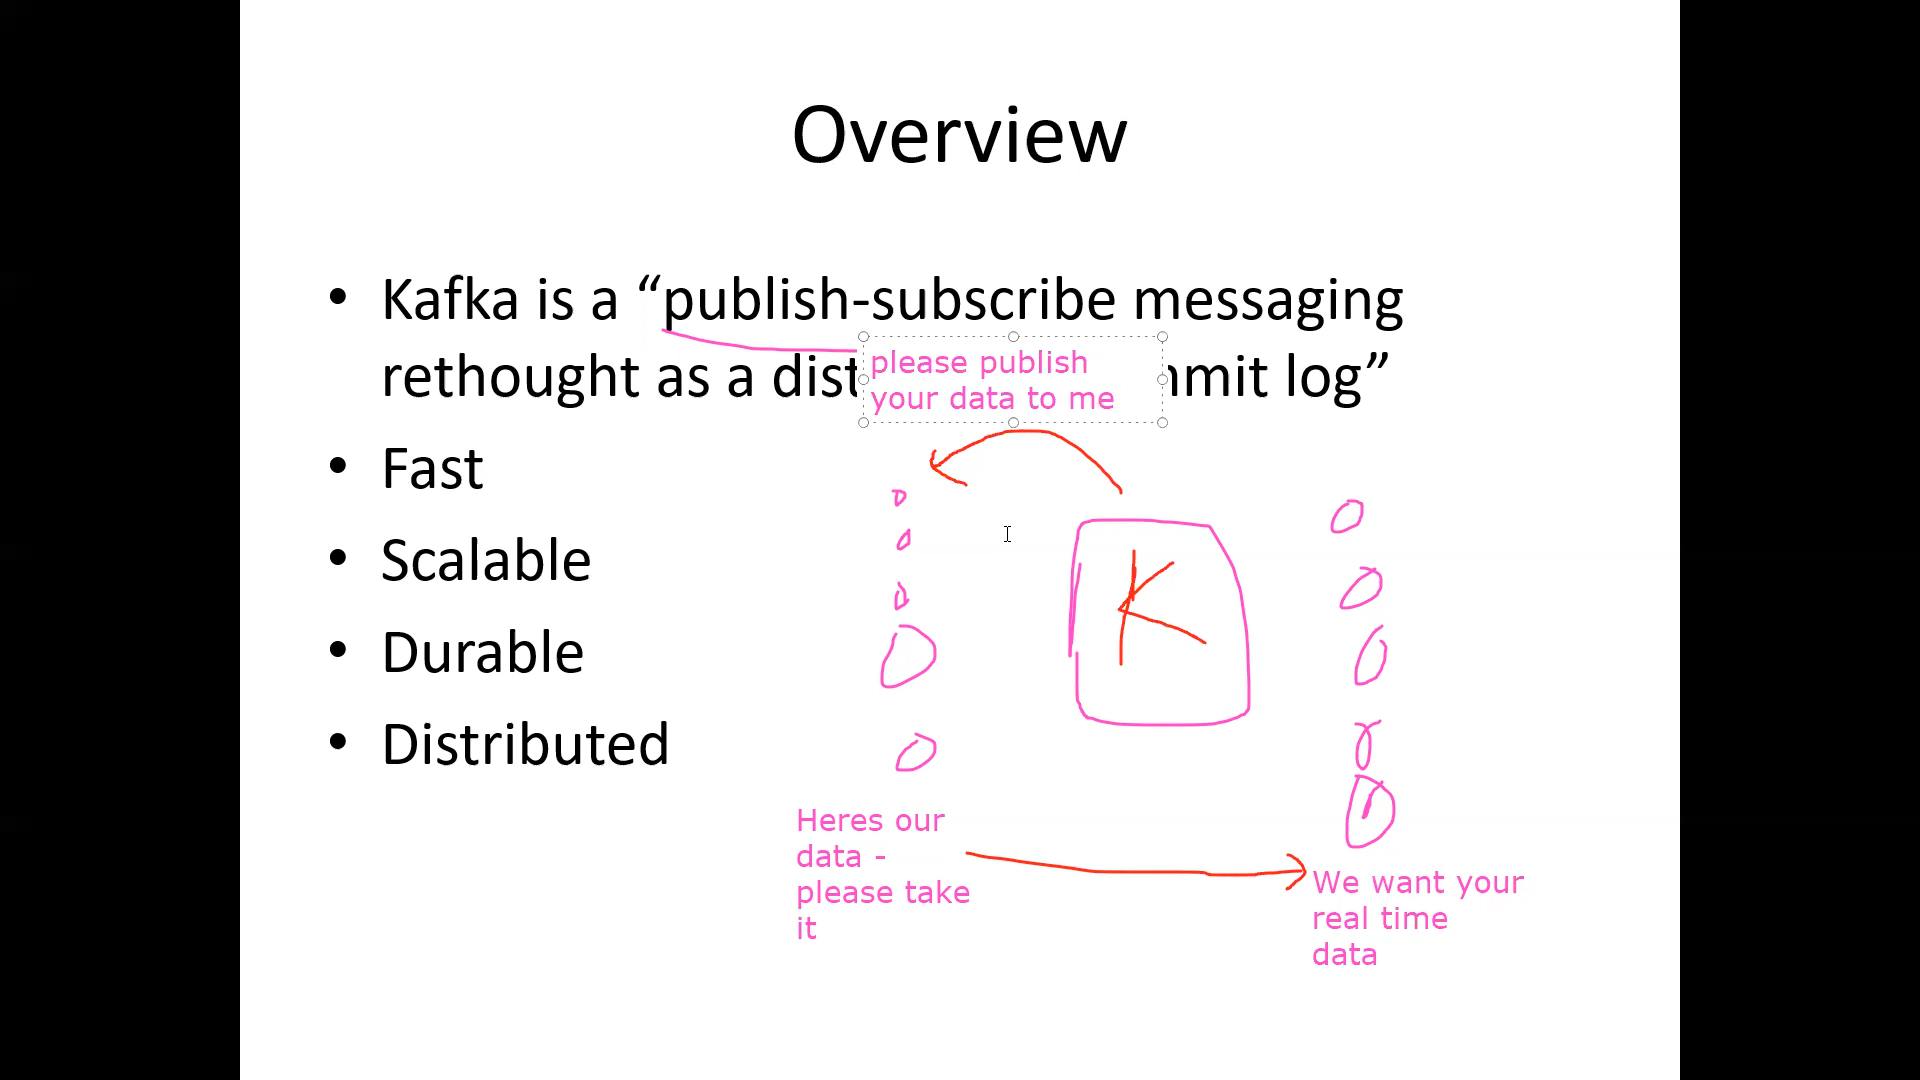 Overview
• Kafka is a “publish-subscribe messaging
rethought as a dist mmit log”
please publish
your data to me
• Fast
• Scalable
• Durable
• Distributed
K
Heres our
data -
please take
it
We want your
real time
data